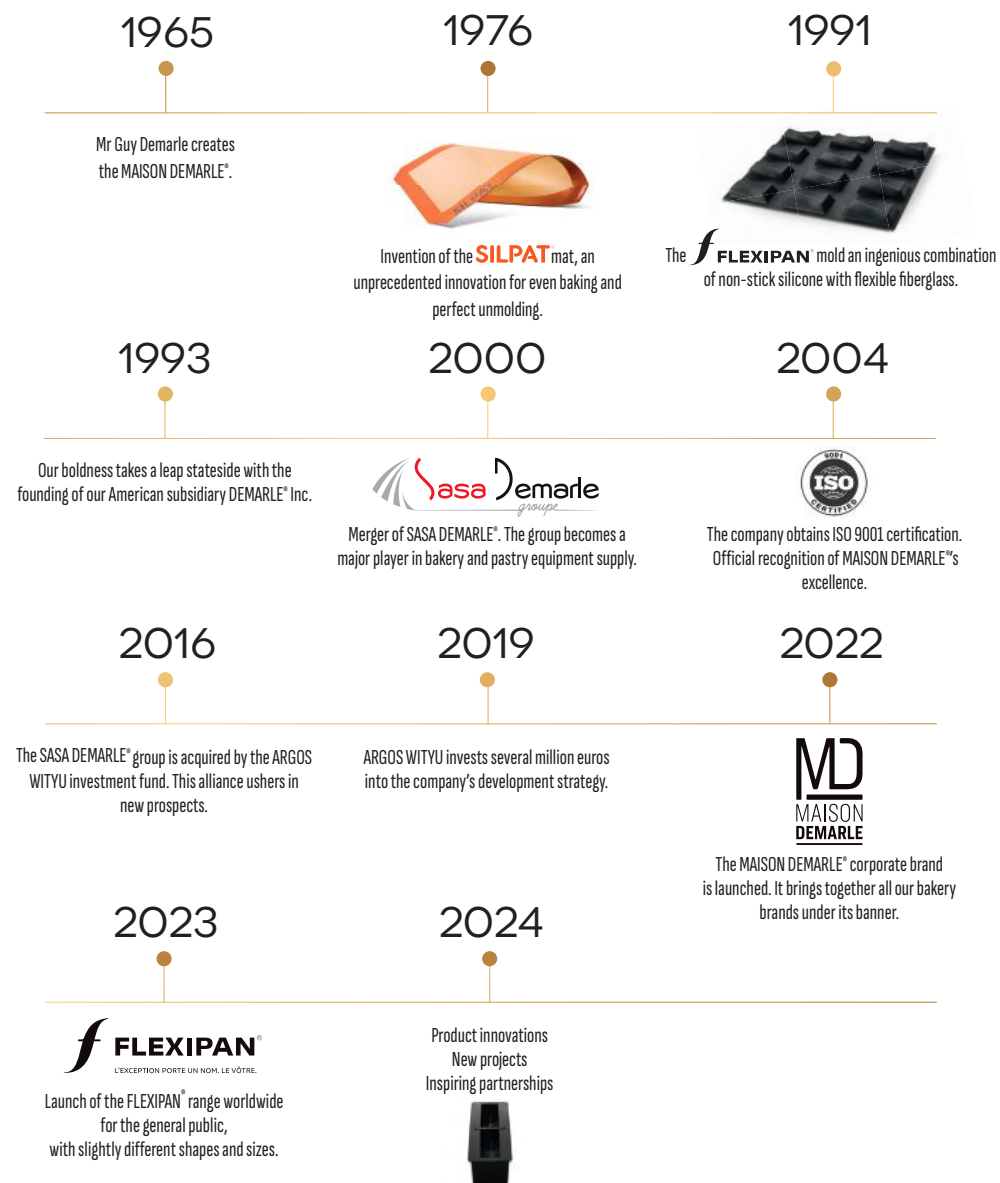 1965
Mr Guy Demarle creates
the MAISON DEMARLE®.
1976
SILPAT
Invention of the SILPAT® mat, an
unprecedented innovation for even baking and
perfect unmolding.
1991
The FLEXIPAN® mold an ingenious combination
of non-stick silicone with flexible fiberglass.
1993
Our boldness takes a leap stateside with the
founding of our American subsidiary DEMARLE® Inc.
2000
Sasa Demarle
groupe
Merger of SASA DEMARLE®. The group becomes a
major player in bakery and pastry equipment supply.
2004
9001
ISO
CERTIFIED
The company obtains ISO 9001 certification.
Official recognition of MAISON DEMARLE®'s
excellence.
2016
The SASA DEMARLE® group is acquired by the ARGOS
WITYU investment fund. This alliance ushers in
new prospects.
2019
ARGOS WITYU invests several million euros
into the company's development strategy.
2022
MD
MAISON
DEMARLE
The MAISON DEMARLE® corporate brand
is launched. It brings together all our bakery
brands under its banner.
2023
FLEXIPAN®
L'EXCEPTION PORTE UN NOM. LE VÔTRE.
Launch of the FLEXIPAN® range worldwide
for the general public,
with slightly different shapes and sizes.
2024
Product innovations
New projects
Inspiring partnerships